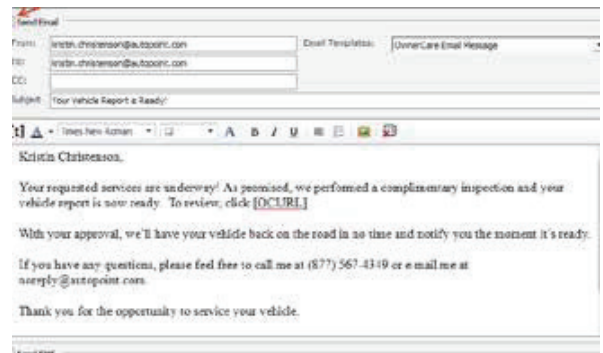 Send Email
From: kristin.christenson@autopoint.com Email Templates: OwnerCare Email Message
TO: kristin.christenson@autopoint.com
CC:
Subject Your Vehicle Report is Ready!
Times New Roman 12 A B I U
Kristin Christenson,
Your requested services are underway! As promised, we performed a complimentary inspection and your
vehicle report is now ready. To review, click [OCURL]
With your approval, we'll have your vehicle back on the road in no time and notify you the moment it's ready.
If you have any questions, please feel free to call me at (877) 567-4349 or e mail me at
noreply@autopoint.com.
Thank you for the opportunity to service your vehicle.